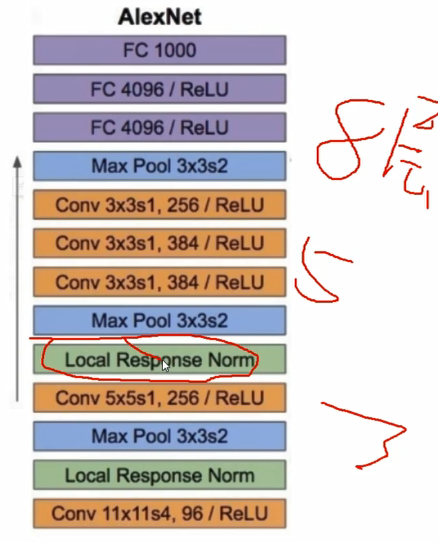 AlexNet
FC 1000
FC 4096 / ReLU
FC 4096 / ReLU
Max Pool 3x3s2
Conv 3x3s1, 256 / ReLU
Conv 3x3s1, 384 / ReLU
Conv 3x3s1, 384 / ReLU
Max Pool 3x3s2
Local Response Norm
Conv 5x5s1, 256 / ReLU
Max Pool 3x3s2
Local Response Norm
Conv 11x11s4, 96 / ReLU
8
5
3